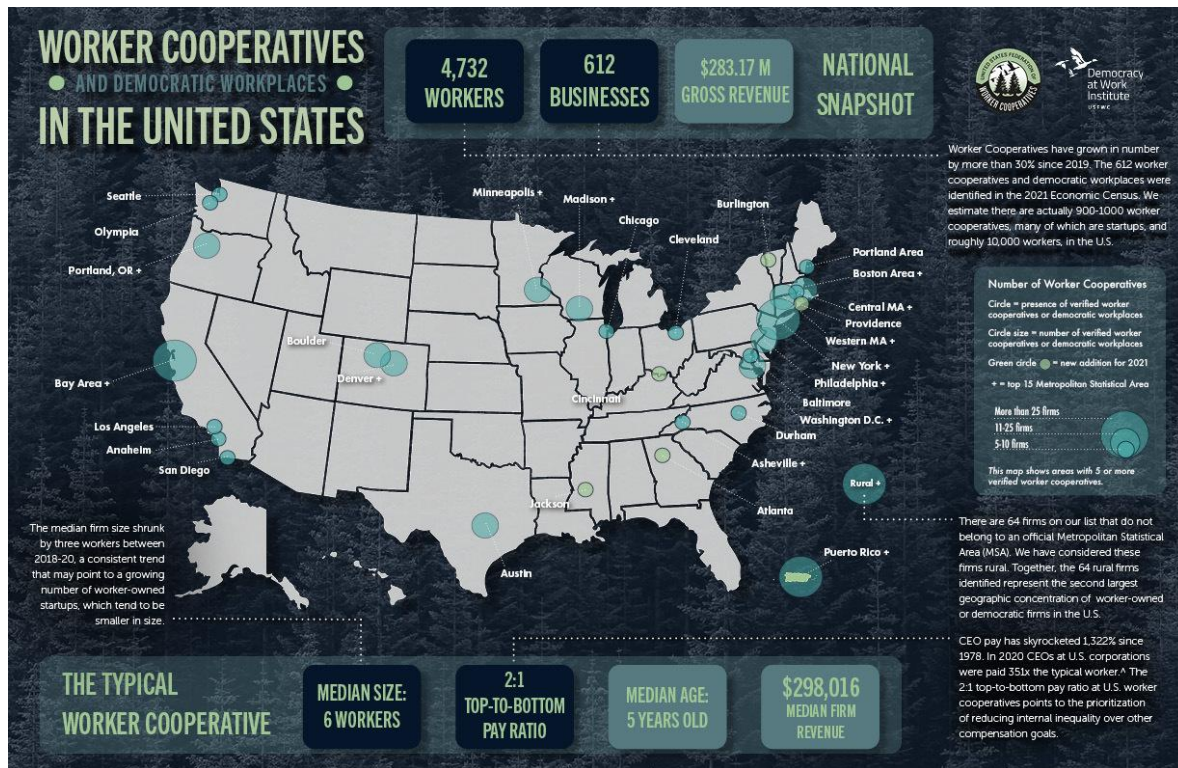 WORKER COOPERATIVES
AND DEMOCRATIC WORKPLACES
IN THE UNITED STATES
4,732
WORKERS
612
BUSINESSES
$283.17 M
GROSS REVENUE
NATIONAL
SNAPSHOT
UNITED STATES FEDERATION OF
WORKER COOPERATIVES
Democracy
at Work
Institute
USFWC
Worker Cooperatives have grown in number
by more than 30% since 2019. The 612 worker
cooperatives and democratic workplaces were
identified in the 2021 Economic Census. We
estimate there are actually 900-1000 worker
cooperatives, many of which are startups, and
roughly 10,000 workers, in the U.S.
Seattle
Olympia
Portland, OR +
Bay Area +
Los Angeles
Anaheim
San Diego
Boulder
Denver +
Minneapolis +
Madison +
Chicago
Cleveland
Burlington
Portland Area
Boston Area +
Central MA +
Providence
Western MA +
New York +
Philadelphia +
Baltimore
Washington D.C. +
Durham
Asheville +
Cincinnati
Atlanta
Jackson
Austin
Rural +
Puerto Rico +
Number of Worker Cooperatives
Circle = presence of verified worker
cooperatives or democratic workplaces
Circle size = number of verified worker
cooperatives or democratic workplaces
Green circle = new addition for 2021
+ = top 15 Metropolitan Statistical Area
More than 25 firms
11-25 firms
5-10 firms
This map shows areas with 5 or more
verified worker cooperatives.
There are 64 firms on our list that do not
belong to an official Metropolitan Statistical
Area (MSA). We have considered these
firms rural. Together, the 64 rural firms
identified represent the second largest
geographic concentration of worker-owned
or democratic firms in the U.S.
The median firm size shrunk
by three workers between
2018-20, a consistent trend
that may point to a growing
number of worker-owned
startups, which tend to be
smaller in size.
CEO pay has skyrocketed 1,322% since
1978. In 2020 CEOs at U.S. corporations
were paid 351x the typical worker.^ The
2:1 top-to-bottom pay ratio at U.S. worker
cooperatives points to the prioritization
of reducing internal inequality over other
compensation goals.
THE TYPICAL
WORKER COOPERATIVE
MEDIAN SIZE:
6 WORKERS
2:1
TOP-TO-BOTTOM
PAY RATIO
MEDIAN AGE:
5 YEARS OLD
$298,016
MEDIAN FIRM
REVENUE